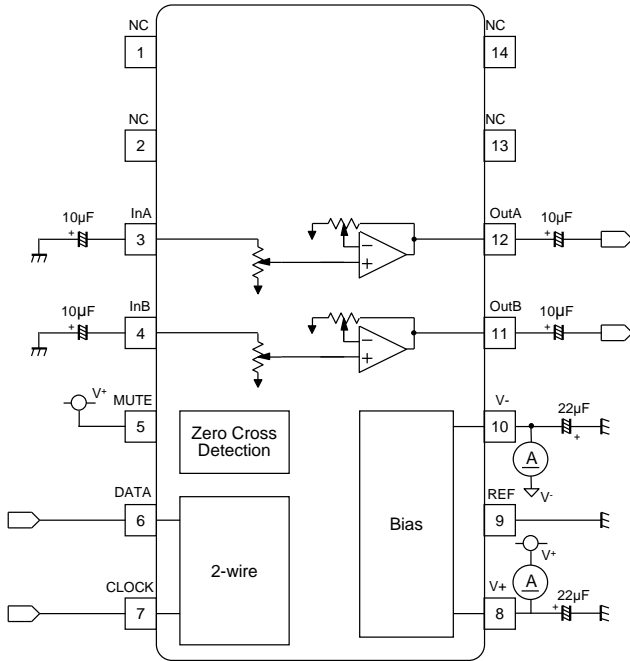 NC
1
NC
14
NC
2
NC
13
10µF
+
InA
3
−
+
OutA
12
10µF
+
10µF
+
InB
4
−
+
OutB
11
10µF
+
V+
MUTE
5
Zero Cross
Detection
V-
10
22µF
+
A
V-
DATA
6
2-wire
Bias
REF
9
V+
A
CLOCK
7
V+
8
22µF
+